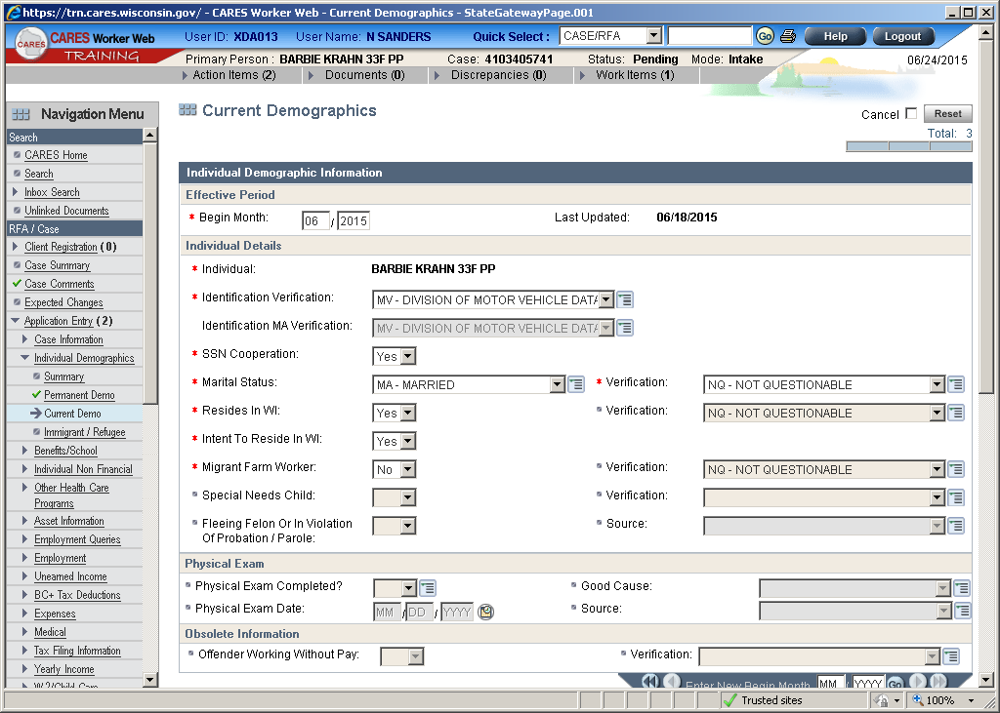 https://trn.cares.wisconsin.gov/ - CARES Worker Web - Current Demographics - StateGatewayPage.001
CARES CARES Worker Web TRAINING
User ID: XDA013 User Name: N SANDERS Quick Select : CASE/RFA Go Help Logout
Primary Person : BARBIE KRAHN 33F PP Case: 4103405741 Status: Pending Mode: Intake 06/24/2015
Action Items (2) Documents (0) Discrepancies (0) Work Items (1)
Navigation Menu
Search
CARES Home
Search
Inbox Search
Unlinked Documents
RFA / Case
Client Registration (0)
Case Summary
Case Comments
Expected Changes
Application Entry (2)
Case Information
Individual Demographics
Summary
Permanent Demo
Current Demo
Immigrant / Refugee
Benefits/School
Individual Non Financial
Other Health Care
Programs
Asset Information
Employment Queries
Employment
Unearned Income
BC+ Tax Deductions
Expenses
Medical
Tax Filing Information
Yearly Income
W-2/Child Care
Current Demographics
Cancel Reset
Total: 3
Individual Demographic Information
Effective Period
* Begin Month: 06 / 2015 Last Updated: 06/18/2015
Individual Details
* Individual: BARBIE KRAHN 33F PP
* Identification Verification: MV - DIVISION OF MOTOR VEHICLE DATA
Identification MA Verification: MV - DIVISION OF MOTOR VEHICLE DATA
* SSN Cooperation: Yes
* Marital Status: MA - MARRIED * Verification: NQ - NOT QUESTIONABLE
* Resides In WI: Yes Verification: NQ - NOT QUESTIONABLE
* Intent To Reside In WI: Yes
* Migrant Farm Worker: No Verification: NQ - NOT QUESTIONABLE
Special Needs Child: Verification:
Fleeing Felon Or In Violation Source:
Of Probation / Parole:
Physical Exam
Physical Exam Completed? Good Cause:
Physical Exam Date: MM / DD / YYYY Source:
Obsolete Information
Offender Working Without Pay: Verification:
Enter New Begin Month MM / YYYY Go
Trusted sites 100%